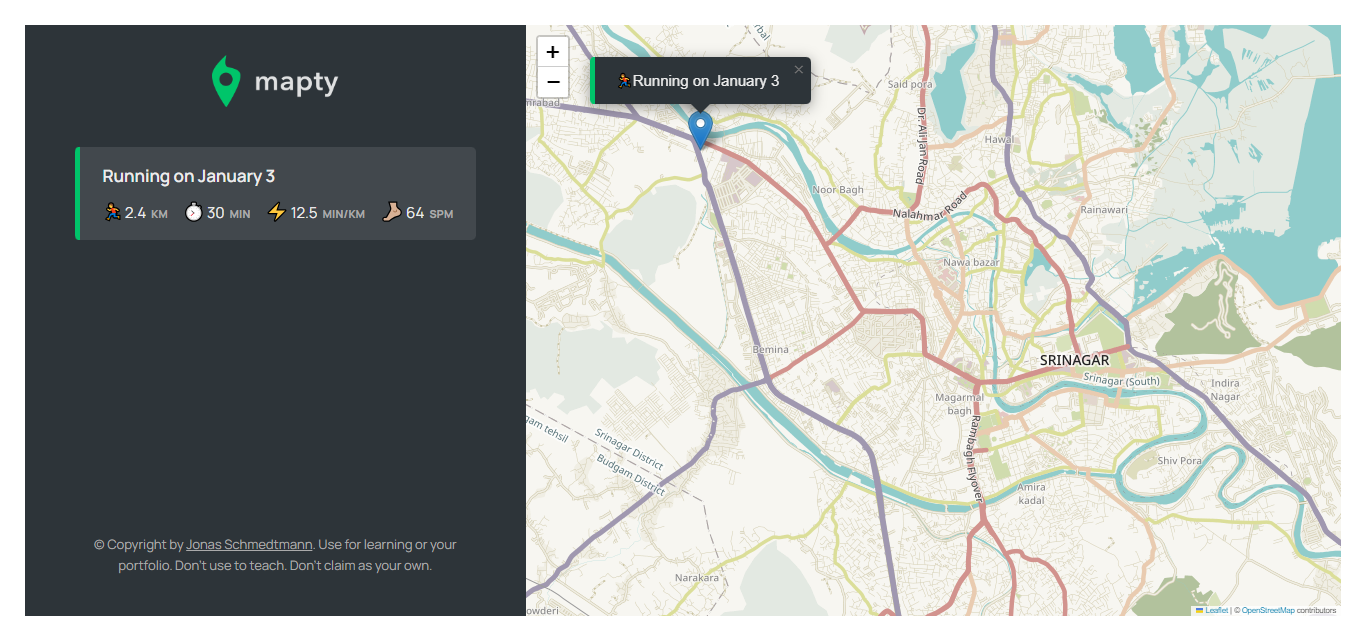 mapty
Running on January 3
2.4 KM 30 MIN 12.5 MIN/KM 64 SPM
© Copyright by Jonas Schmedtmann. Use for learning or your
portfolio. Don't use to teach. Don't claim as your own.
+
−
Running on January 3
×
Said pora
Dr. Ali Jan Road
Hawal
Noor Bagh
Nalahmar Road
Rainawari
Nawa bazar
Bemina
SRINAGAR
Srinagar (South)
Indira
Nagar
Magarmal
bagh
Rambagh Flyover
gam tehsil
Srinagar District
Budgam District
Shiv Pora
Amira
kadal
Narakara
owderi
Leaflet | © OpenStreetMap contributors